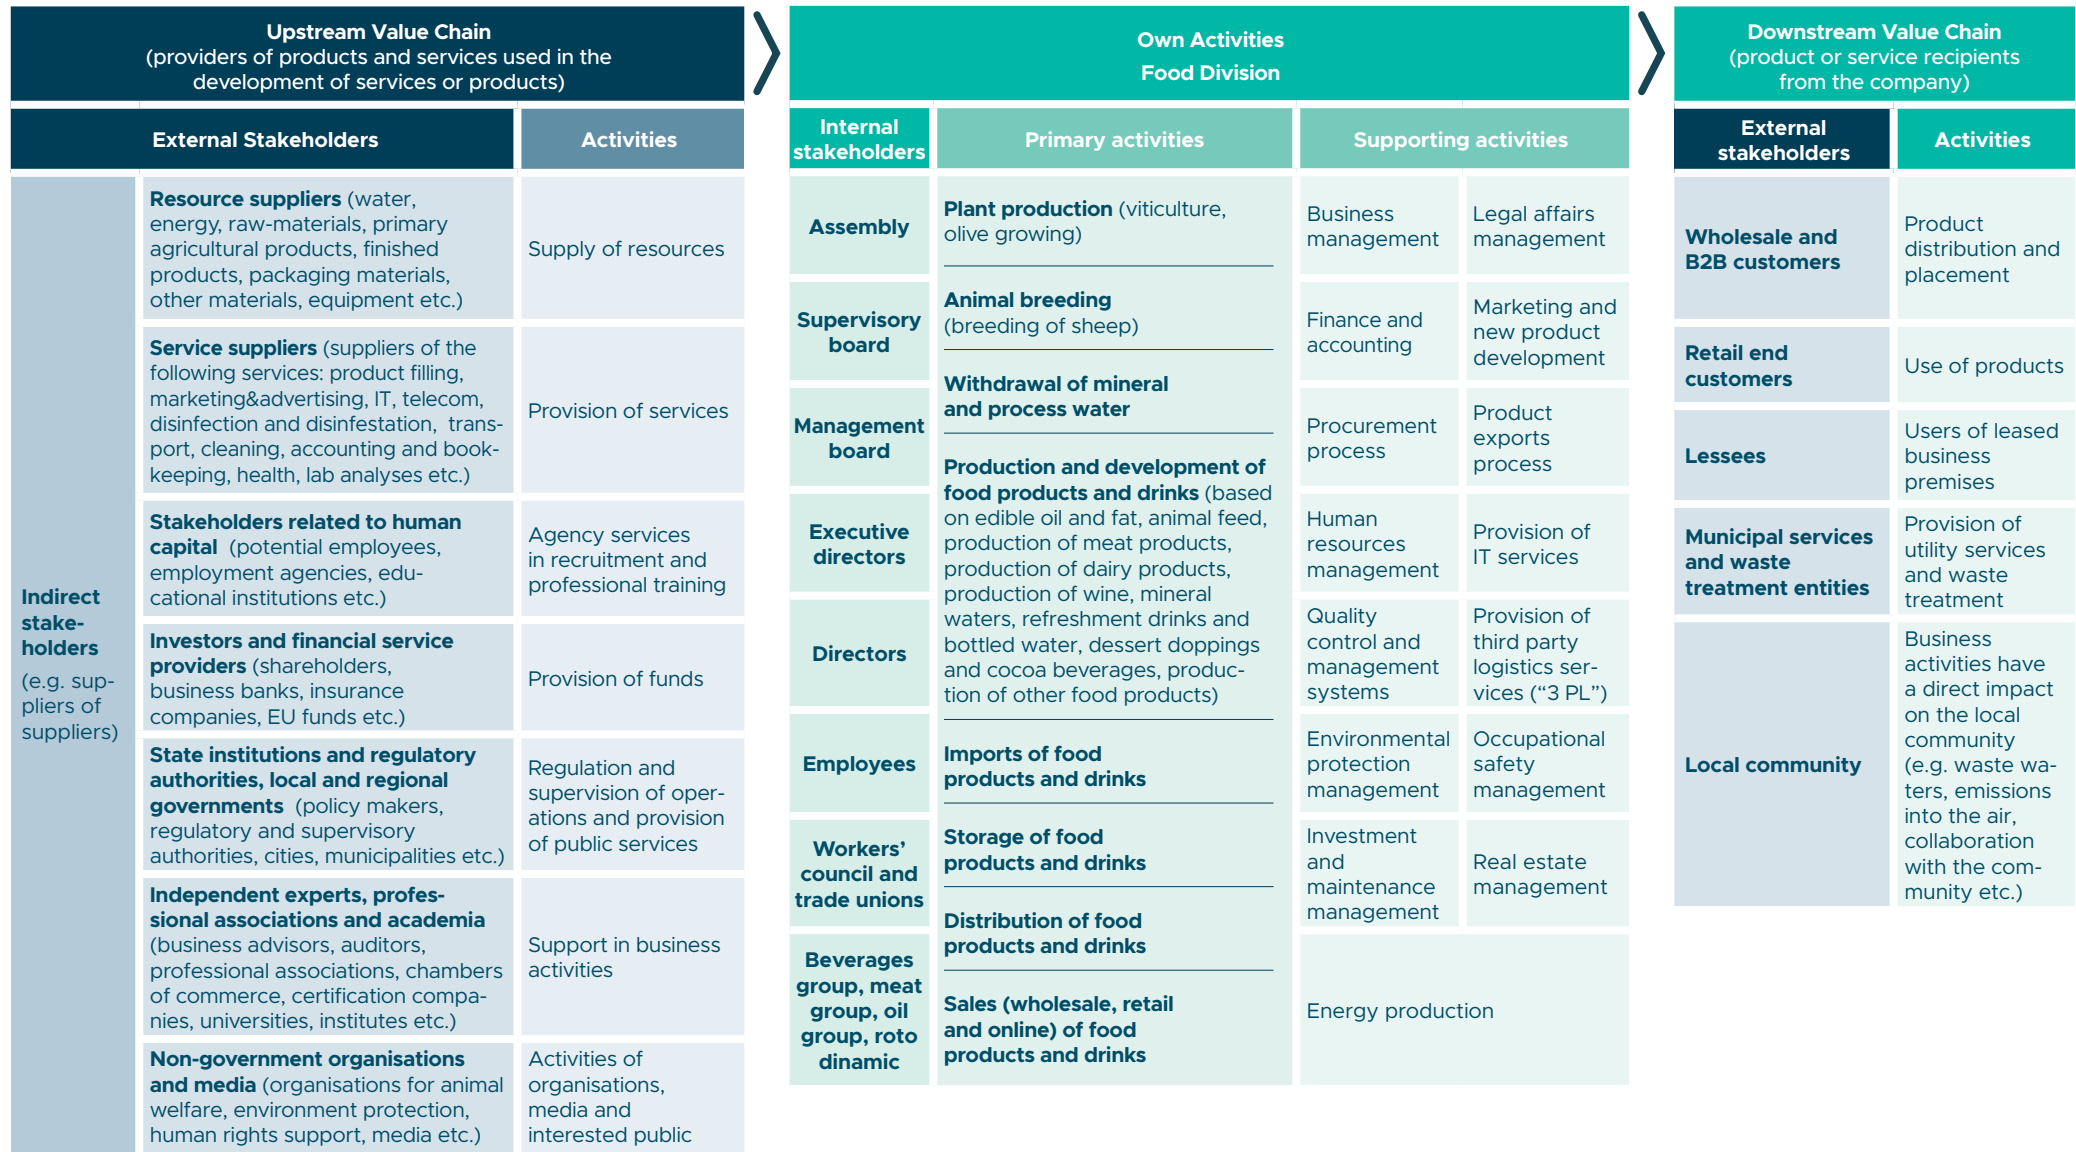 Upstream Value Chain
(providers of products and services used in the
development of services or products)
External Stakeholders
Activities
Indirect
stake-
holders
(e.g. sup-
pliers of
suppliers)
Resource suppliers (water,
energy, raw-materials, primary
agricultural products, finished
products, packaging materials,
other materials, equipment etc.)
Supply of resources
Service suppliers (suppliers of the
following services: product filling,
marketing&advertising, IT, telecom,
disinfection and disinfestation, trans-
port, cleaning, accounting and book-
keeping, health, lab analyses etc.)
Provision of services
Stakeholders related to human
capital (potential employees,
employment agencies, edu-
cational institutions etc.)
Agency services
in recruitment and
professional training
Investors and financial service
providers (shareholders,
business banks, insurance
companies, EU funds etc.)
Provision of funds
State institutions and regulatory
authorities, local and regional
governments (policy makers,
regulatory and supervisory
authorities, cities, municipalities etc.)
Regulation and
supervision of oper-
ations and provision
of public services
Independent experts, profes-
sional associations and academia
(business advisors, auditors,
professional associations, chambers
of commerce, certification compa-
nies, universities, institutes etc.)
Support in business
activities
Non-government organisations
and media (organisations for animal
welfare, environment protection,
human rights support, media etc.)
Activities of
organisations,
media and
interested public
Own Activities
Food Division
Internal
stakeholders
Primary activities
Supporting activities
Assembly
Supervisory
board
Management
board
Executive
directors
Directors
Employees
Workers’
council and
trade unions
Beverages
group, meat
group, oil
group, roto
dinamic
Plant production (viticulture,
olive growing)
Animal breeding
(breeding of sheep)
Withdrawal of mineral
and process water
Production and development of
food products and drinks (based
on edible oil and fat, animal feed,
production of meat products,
production of dairy products,
production of wine, mineral
waters, refreshment drinks and
bottled water, dessert doppings
and cocoa beverages, produc-
tion of other food products)
Imports of food
products and drinks
Storage of food
products and drinks
Distribution of food
products and drinks
Sales (wholesale, retail
and online) of food
products and drinks
Business
management
Legal affairs
management
Finance and
accounting
Marketing and
new product
development
Procurement
process
Product
exports
process
Human
resources
management
Provision of
IT services
Quality
control and
management
systems
Provision of
third party
logistics ser-
vices (“3 PL”)
Environmental
protection
management
Occupational
safety
management
Investment
and
maintenance
management
Real estate
management
Energy production
Downstream Value Chain
(product or service recipients
from the company)
External
stakeholders
Activities
Wholesale and
B2B customers
Product
distribution and
placement
Retail end
customers
Use of products
Lessees
Users of leased
business
premises
Municipal services
and waste
treatment entities
Provision of
utility services
and waste
treatment
Local community
Business
activities have
a direct impact
on the local
community
(e.g. waste wa-
ters, emissions
into the air,
collaboration
with the com-
munity etc.)